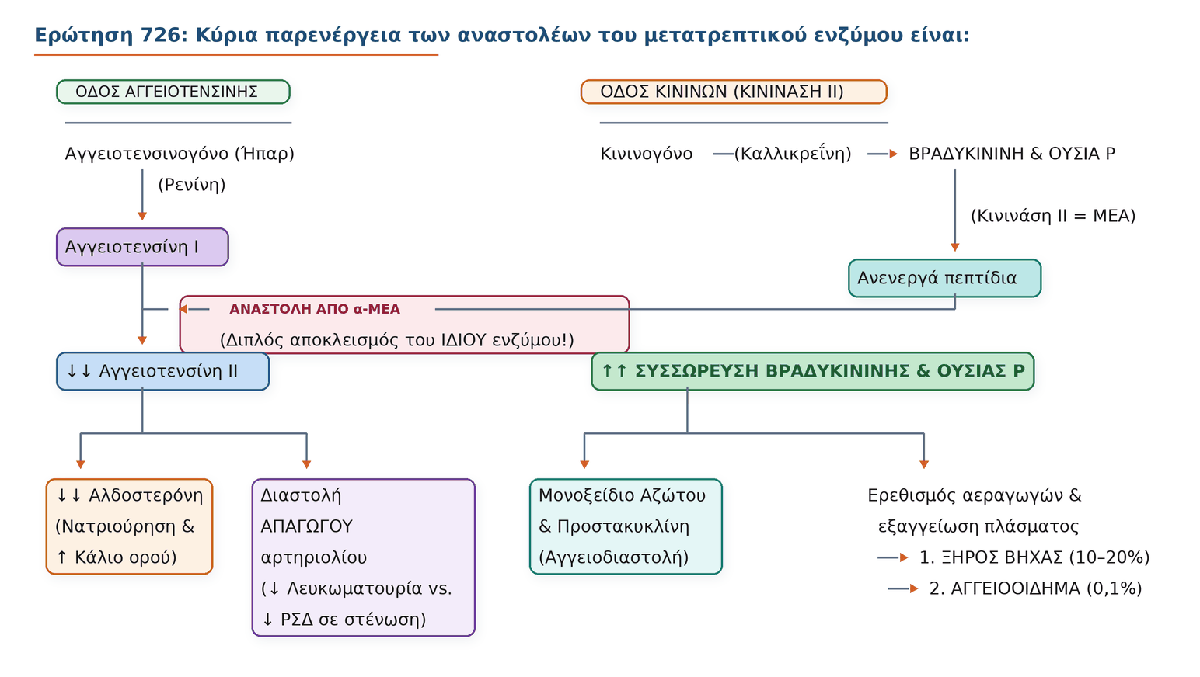 Ερώτηση 726: Κύρια παρενέργεια των αναστολέων του μετατρεπτικού ενζύμου είναι:
ΟΔΟΣ ΑΓΓΕΙΟΤΕΝΣΙΝΗΣ
ΟΔΟΣ ΚΙΝΙΝΩΝ (ΚΙΝΙΝΑΣΗ ΙΙ)
Αγγειοτενσινογόνο (Ήπαρ)
Κινινογόνο (Καλλικρεΐνη) ΒΡΑΔΥΚΙΝΙΝΗ & ΟΥΣΙΑ Ρ
(Ρενίνη)
(Κινινάση ΙΙ = ΜΕΑ)
Αγγειοτενσίνη Ι
Ανενεργά πεπτίδια
ΑΝΑΣΤΟΛΗ ΑΠΟ α-ΜΕΑ
(Διπλός αποκλεισμός του ΙΔΙΟΥ ενζύμου!)
↓↓ Αγγειοτενσίνη ΙΙ
↑↑ ΣΥΣΣΩΡΕΥΣΗ ΒΡΑΔΥΚΙΝΙΝΗΣ & ΟΥΣΙΑΣ Ρ
↓↓ Αλδοστερόνη
(Νατριούρηση &
↑ Κάλιο ορού)
Διαστολή
ΑΠΑΓΩΓΟΥ
αρτηριολίου
(↓ Λευκωματουρία vs.
↓ ΡΣΔ σε στένωση)
Μονοξείδιο Αζώτου
& Προστακυκλίνη
(Αγγειοδιαστολή)
Ερεθισμός αεραγωγών &
εξαγγείωση πλάσματος
1. ΞΗΡΟΣ ΒΗΧΑΣ (10–20%)
2. ΑΓΓΕΙΟΟΙΔΗΜΑ (0,1%)